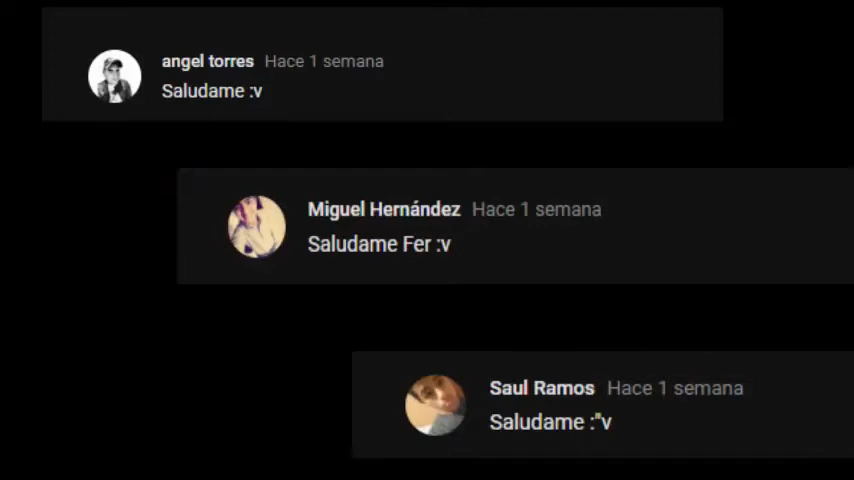 angel torres Hace 1 semana
Saludame :v
Miguel Hernández Hace 1 semana
Saludame Fer :v
Saul Ramos Hace 1 semana
Saludame :"v